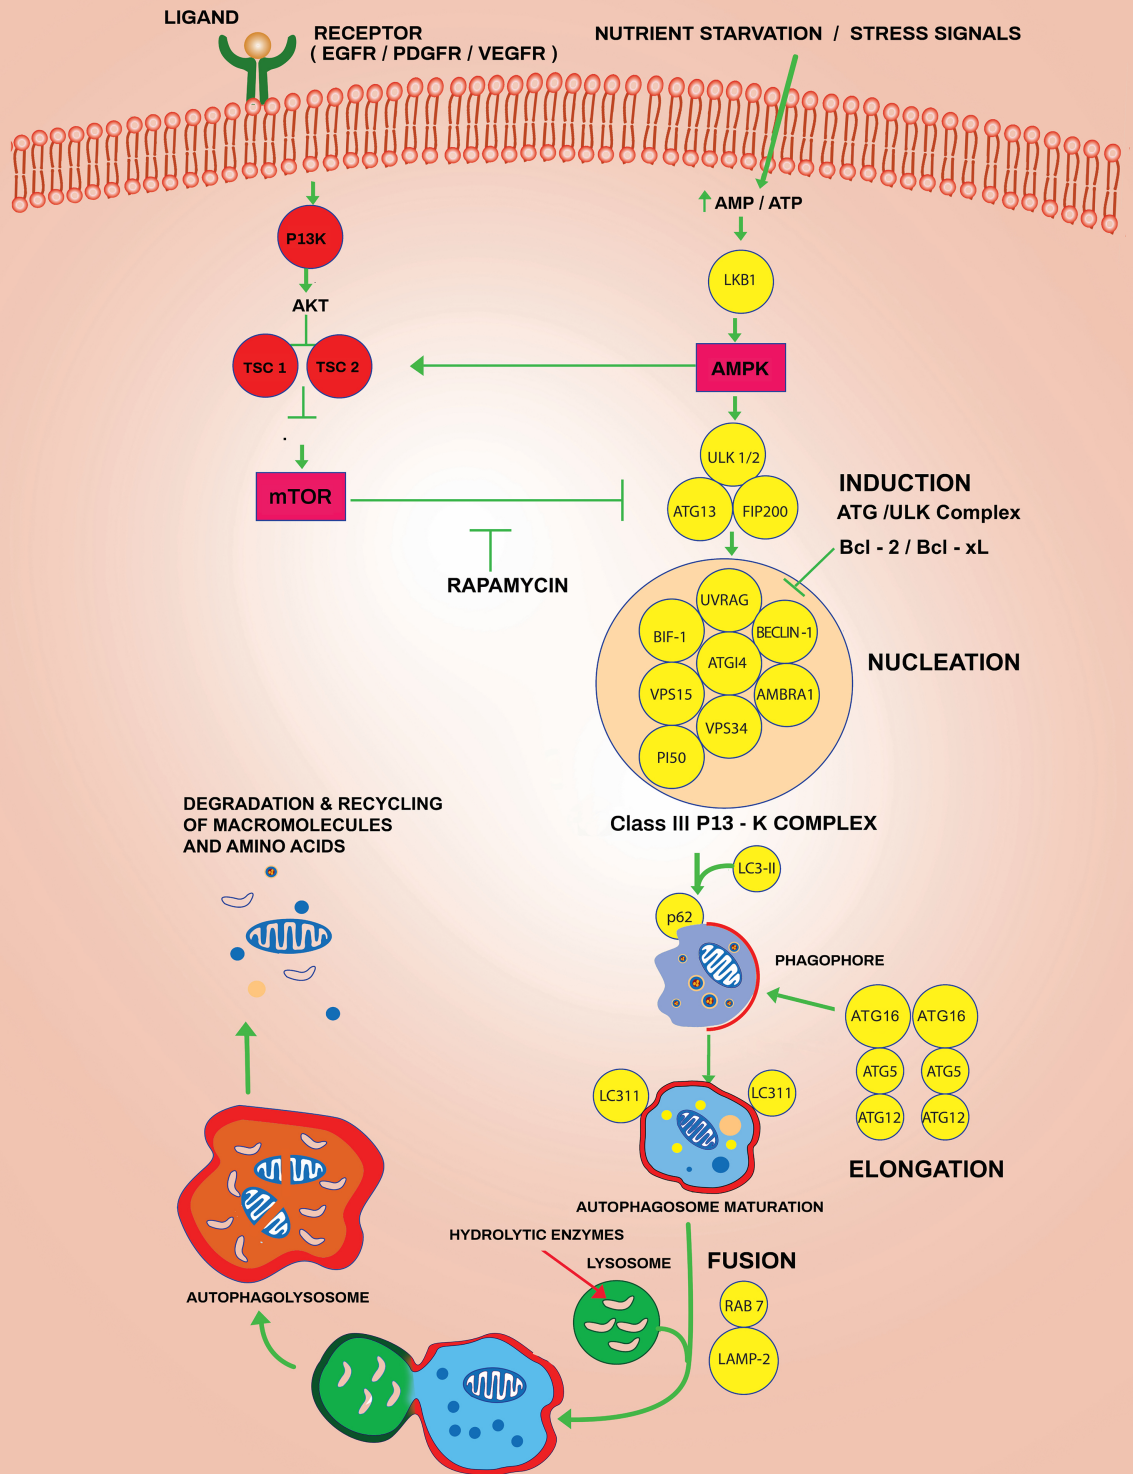 LIGAND
RECEPTOR
( EGFR / PDGFR / VEGFR )
NUTRIENT STARVATION / STRESS SIGNALS
AMP / ATP
P13K
LKB1
AKT
TSC 1
TSC 2
AMPK
ULK 1/2
mTOR
ATG13
FIP200
INDUCTION
ATG /ULK Complex
Bcl - 2 / Bcl - xL
RAPAMYCIN
UVRAG
BIF-1
BECLIN-1
ATGI4
NUCLEATION
VPS15
AMBRA1
VPS34
PI50
Class III P13 - K COMPLEX
DEGRADATION & RECYCLING
OF MACROMOLECULES
AND AMINO ACIDS
LC3-II
p62
PHAGOPHORE
ATG16
ATG16
ATG5
ATG5
ATG12
ATG12
ELONGATION
LC311
LC311
AUTOPHAGOSOME MATURATION
HYDROLYTIC ENZYMES
LYSOSOME
FUSION
RAB 7
LAMP-2
AUTOPHAGOLYSOSOME